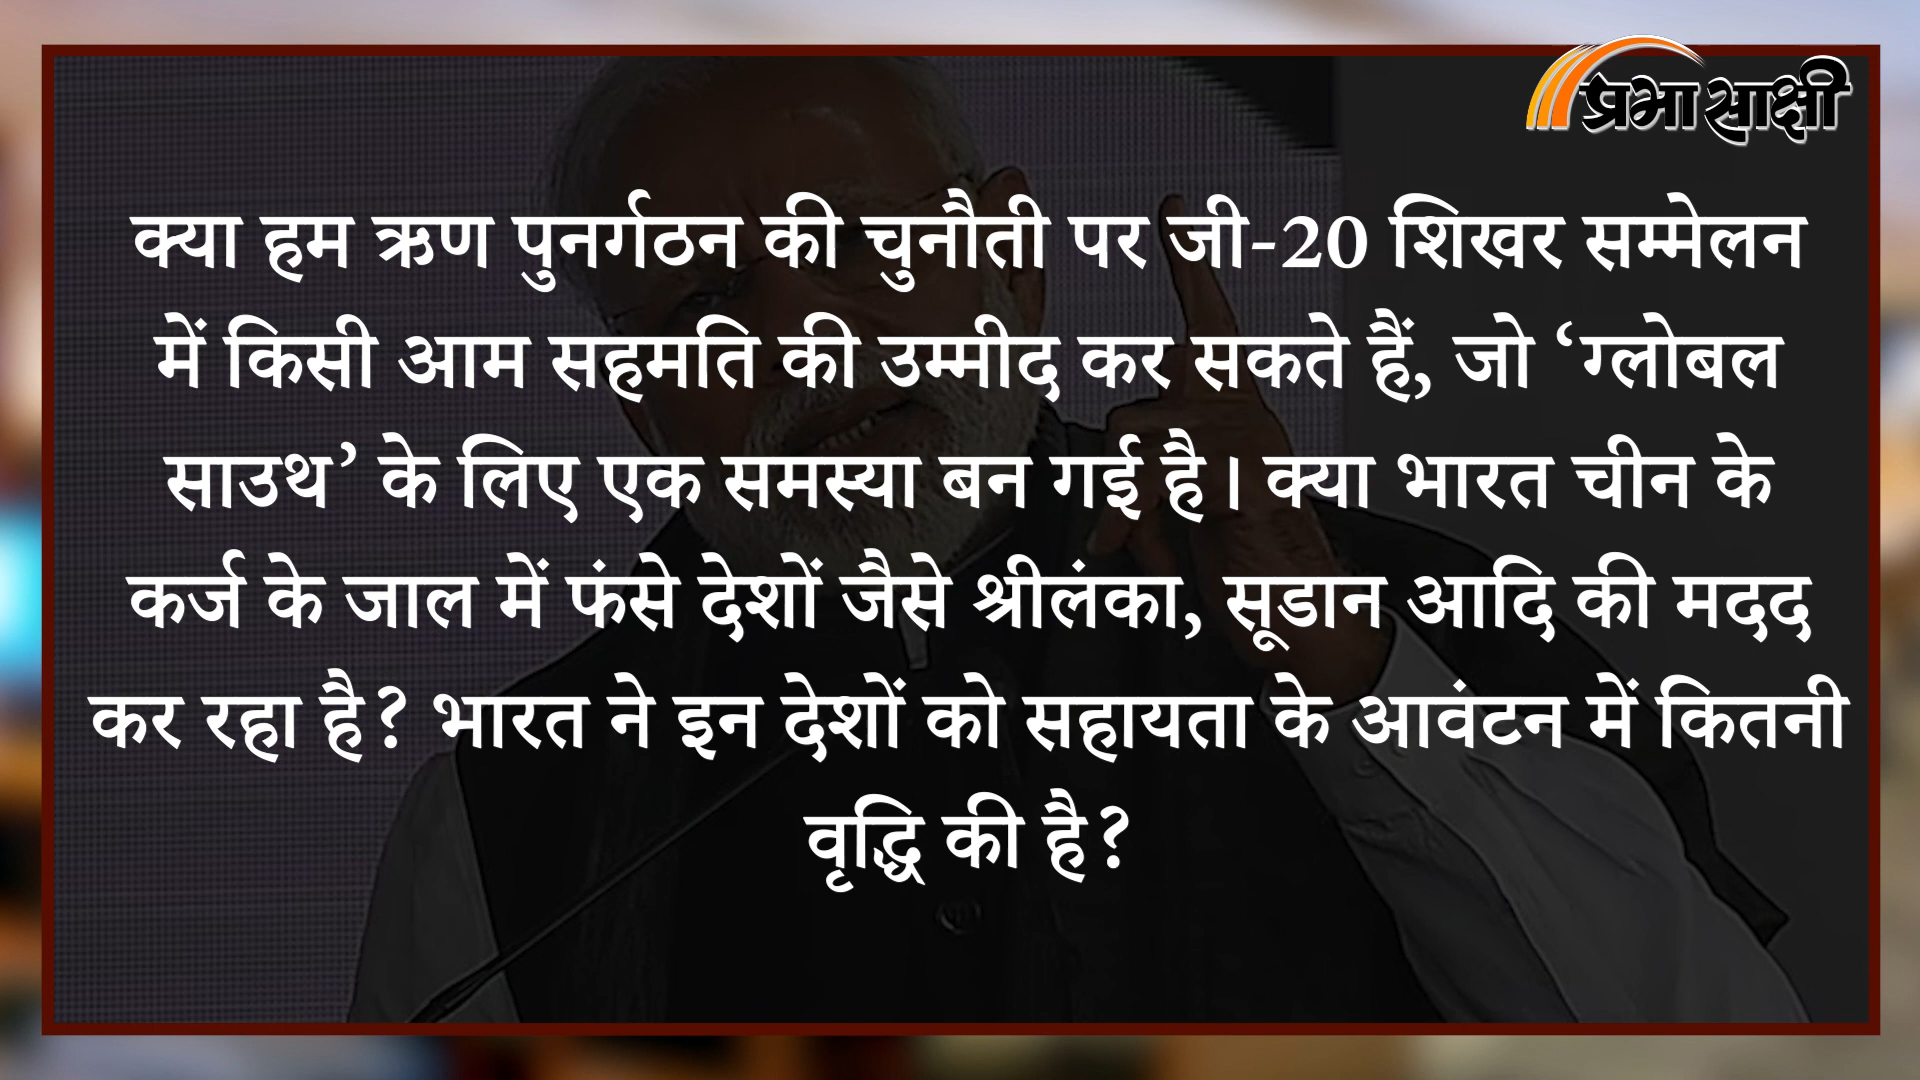 प्रभासाक्षी
क्या हम ऋण पुनर्गठन की चुनौती पर जी-20 शिखर सम्मेलन
में किसी आम सहमति की उम्मीद कर सकते हैं, जो ‘ग्लोबल
साउथ’ के लिए एक समस्या बन गई है। क्या भारत चीन के
कर्ज के जाल में फंसे देशों जैसे श्रीलंका, सूडान आदि की मदद
कर रहा है? भारत ने इन देशों को सहायता के आवंटन में कितनी
वृद्धि की है?